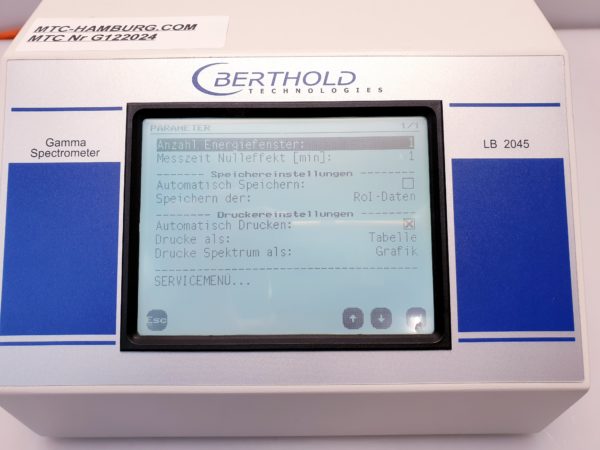 MTC-HAMBURG.COM
MTC Nr G122024
BERTHOLD
TECHNOLOGIES
Gamma
Spectrometer
LB 2045
PARAMETER 1/1
Anzahl Energiefenster: 1
Messzeit Nulleffekt [min]: 1
Speichereinstellungen
Automatisch Speichern:
Speichern der: RoI-Daten
Druckereinstellungen
Automatisch Drucken:
Drucke als: Tabelle
Drucke Spektrum als: Grafik
SERVICEMENÜ...
Esc